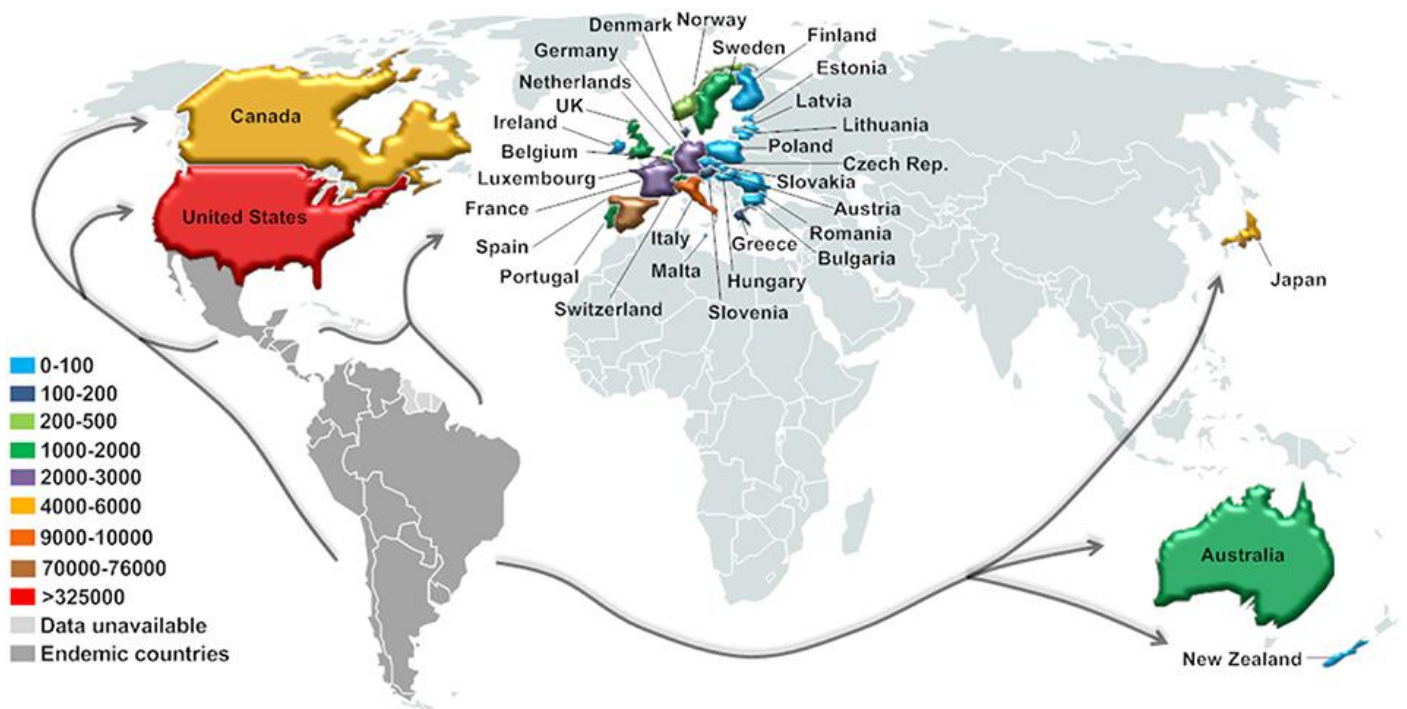 Canada
United States
Denmark
Norway
Germany
Sweden
Finland
Netherlands
Estonia
UK
Latvia
Ireland
Lithuania
Belgium
Poland
Czech Rep.
Luxembourg
Slovakia
France
Austria
Spain
Italy
Greece
Romania
Portugal
Malta
Hungary
Bulgaria
Switzerland
Slovenia
Japan
Australia
New Zealand
0-100
100-200
200-500
1000-2000
2000-3000
4000-6000
9000-10000
70000-76000
>325000
Data unavailable
Endemic countries